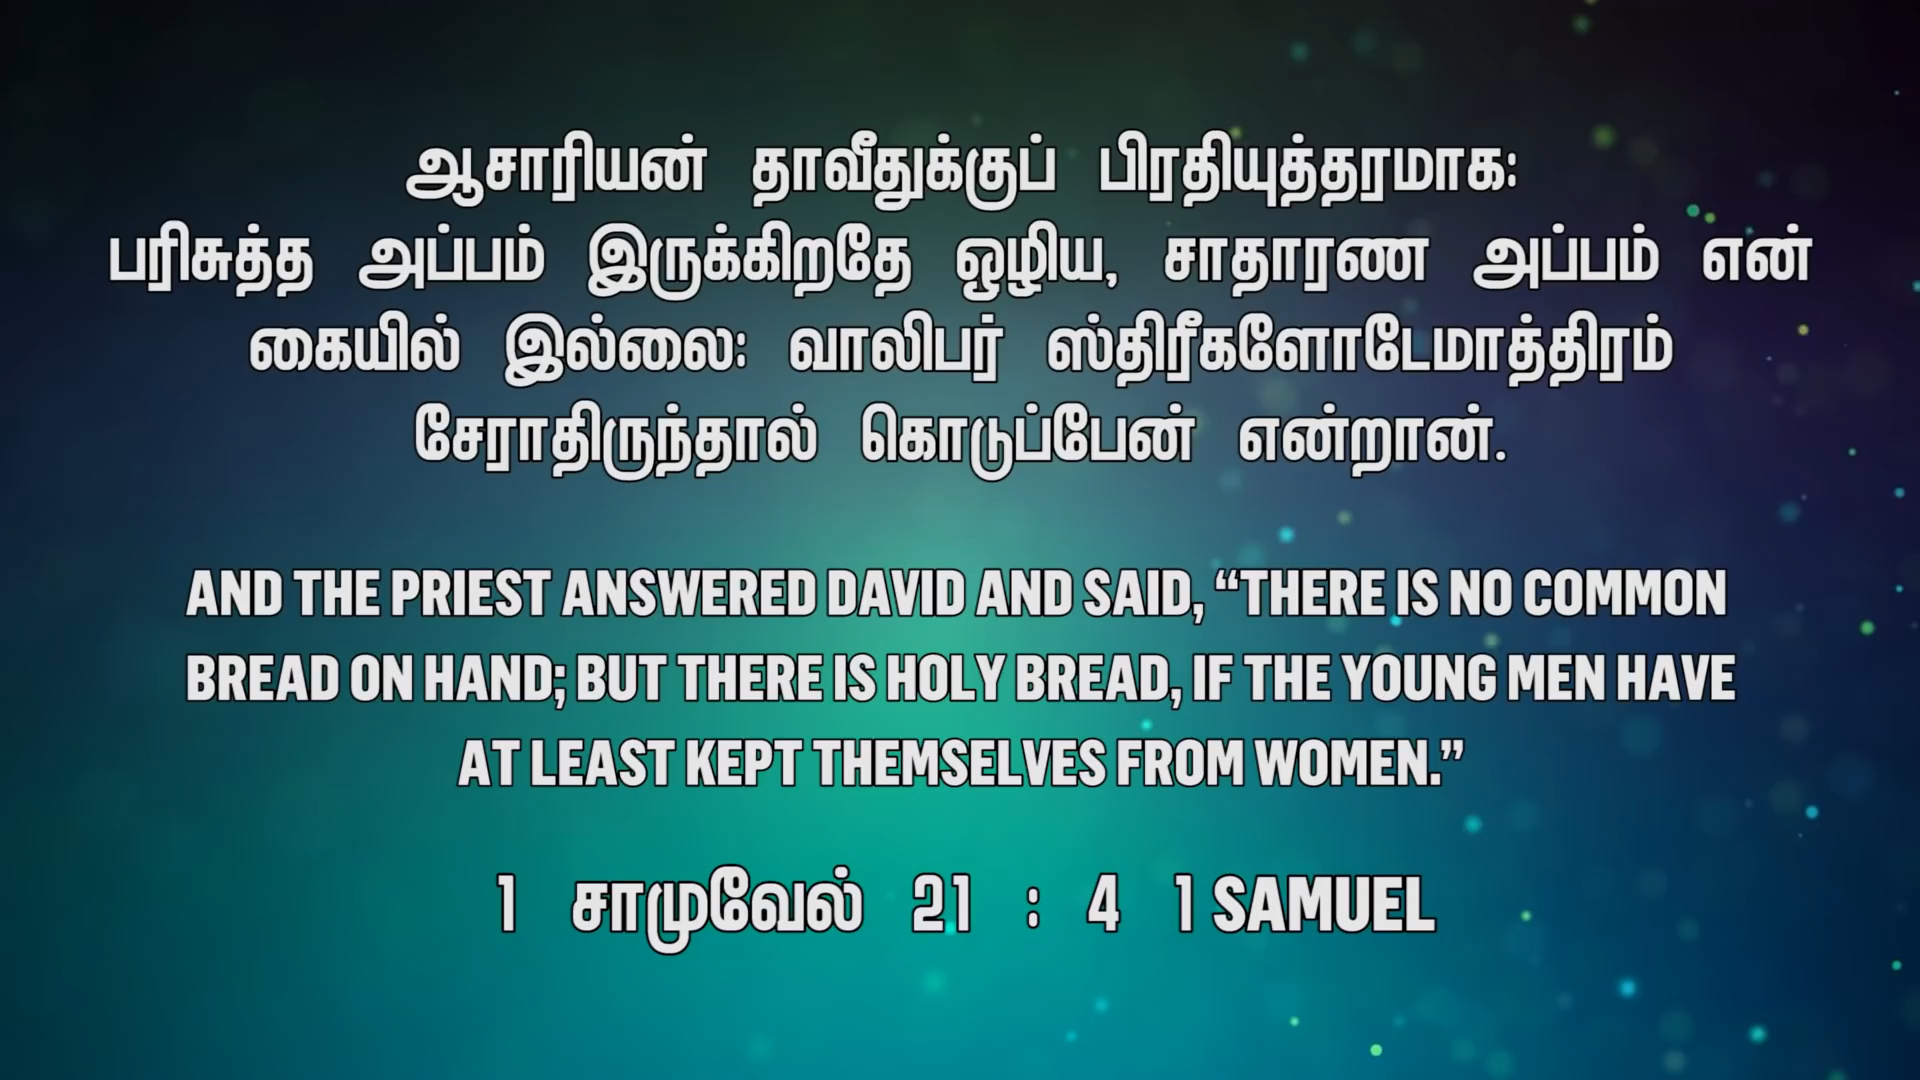 ஆசாரியன் தாவீதுக்குப் பிரதியுத்தரமாக:
பரிசுத்த அப்பம் இருக்கிறதே ஒழிய, சாதாரண அப்பம் என்
கையில் இல்லை: வாலிபர் ஸ்திரீகளோடேமாத்திரம்
சேராதிருந்தால் கொடுப்பேன் என்றான்.
AND THE PRIEST ANSWERED DAVID AND SAID, “THERE IS NO COMMON
BREAD ON HAND; BUT THERE IS HOLY BREAD, IF THE YOUNG MEN HAVE
AT LEAST KEPT THEMSELVES FROM WOMEN.”
1 சாமுவேல் 21 : 4 1 SAMUEL